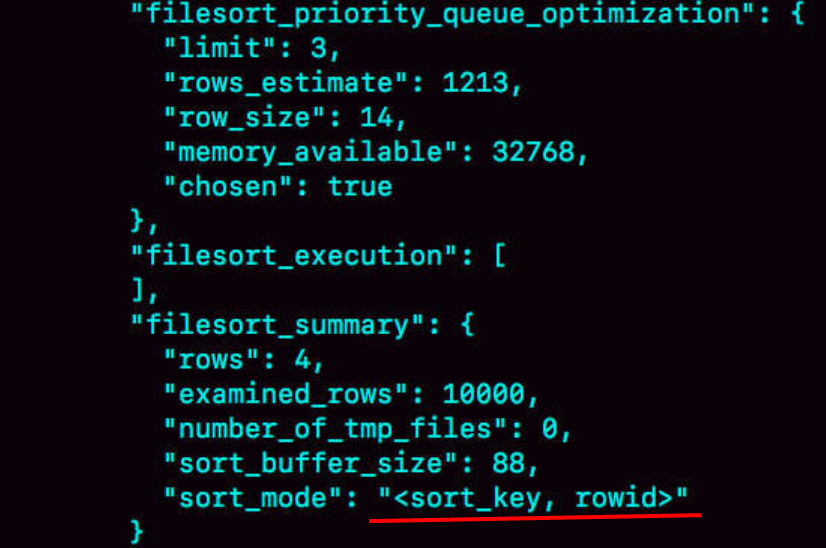 "filesort_priority_queue_optimization": {
"limit": 3,
"rows_estimate": 1213,
"row_size": 14,
"memory_available": 32768,
"chosen": true
},
"filesort_execution": [
],
"filesort_summary": {
"rows": 4,
"examined_rows": 10000,
"number_of_tmp_files": 0,
"sort_buffer_size": 88,
"sort_mode": "<sort_key, rowid>"
}